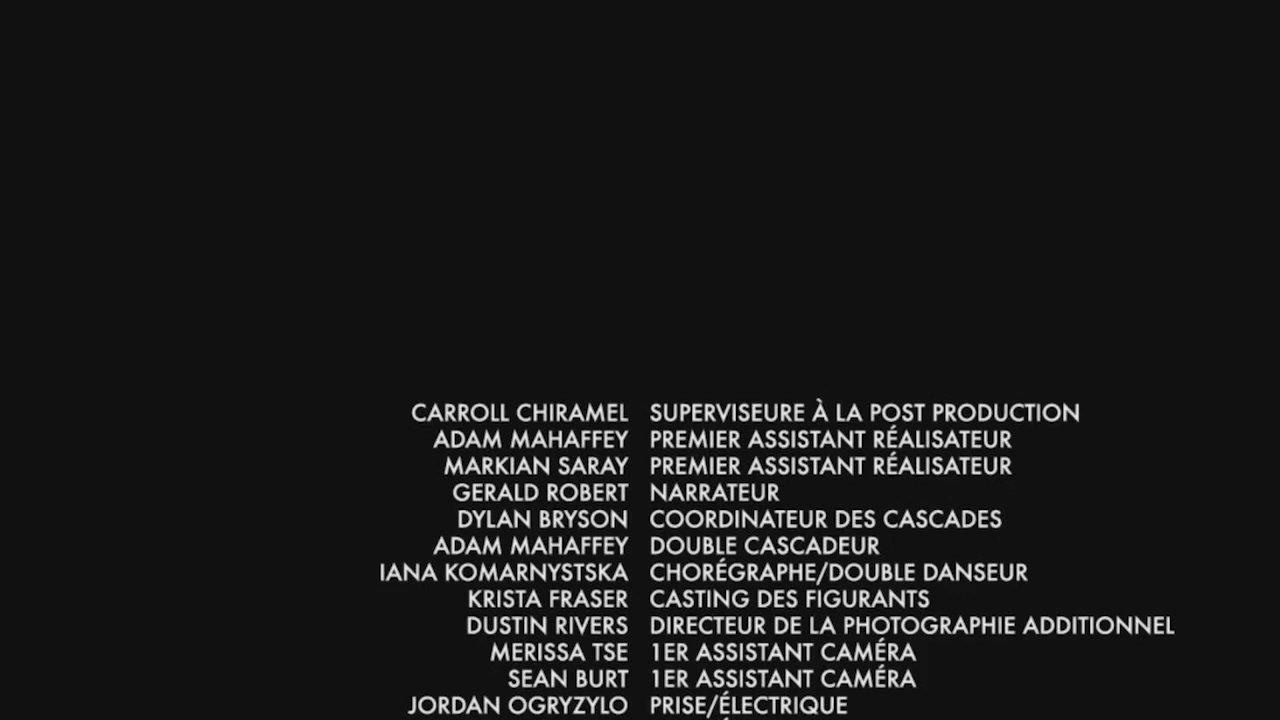 CARROLL CHIRAMEL SUPERVISEURE À LA POST PRODUCTION
ADAM MAHAFFEY PREMIER ASSISTANT RÉALISATEUR
MARKIAN SARAY PREMIER ASSISTANT RÉALISATEUR
GERALD ROBERT NARRATEUR
DYLAN BRYSON COORDINATEUR DES CASCADES
ADAM MAHAFFEY DOUBLE CASCADEUR
IANA KOMARNYSTSKA CHORÉGRAPHE/DOUBLE DANSEUR
KRISTA FRASER CASTING DES FIGURANTS
DUSTIN RIVERS DIRECTEUR DE LA PHOTOGRAPHIE ADDITIONNEL
MERISSA TSE 1ER ASSISTANT CAMÉRA
SEAN BURT 1ER ASSISTANT CAMÉRA
JORDAN OGRYZYLO PRISE/ÉLECTRIQUE